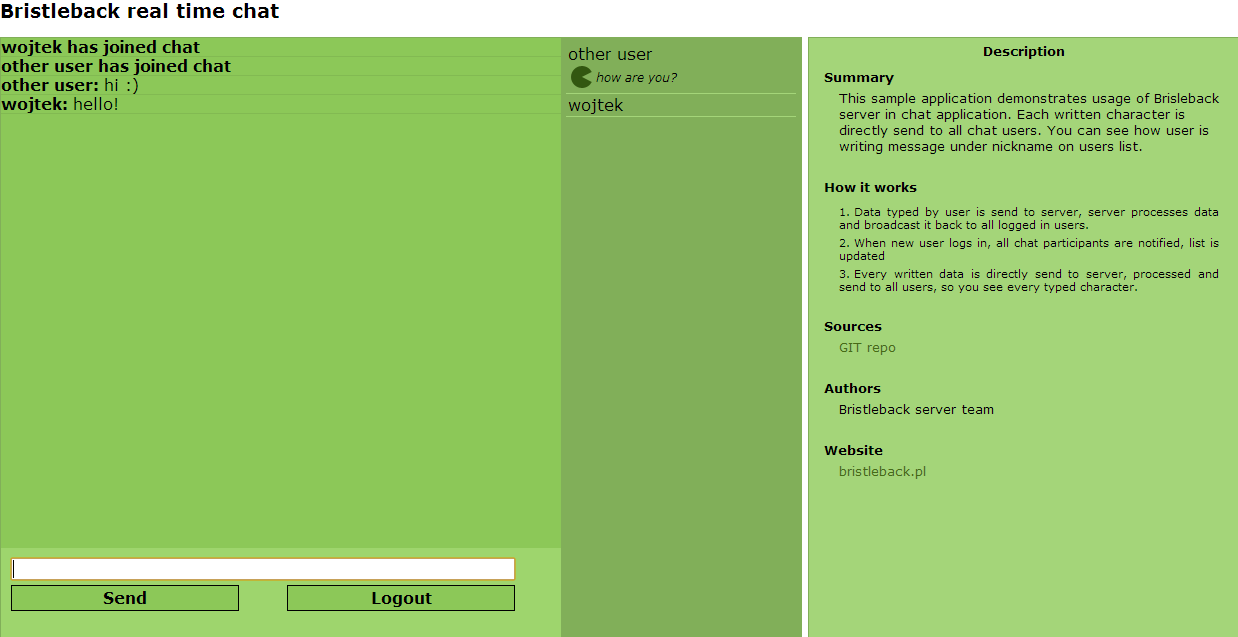 Bristleback real time chat
wojtek has joined chat
other user has joined chat
other user: hi :)
wojtek: hello!
Send
Logout
other user
how are you?
wojtek
Description
Summary
This sample application demonstrates usage of Brisleback
server in chat application. Each written character is
directly send to all chat users. You can see how user is
writing message under nickname on users list.
How it works
1. Data typed by user is send to server, server processes data
and broadcast it back to all logged in users.
2. When new user logs in, all chat participants are notified, list is
updated
3. Every written data is directly send to server, processed and
send to all users, so you see every typed character.
Sources
GIT repo
Authors
Bristleback server team
Website
bristleback.pl